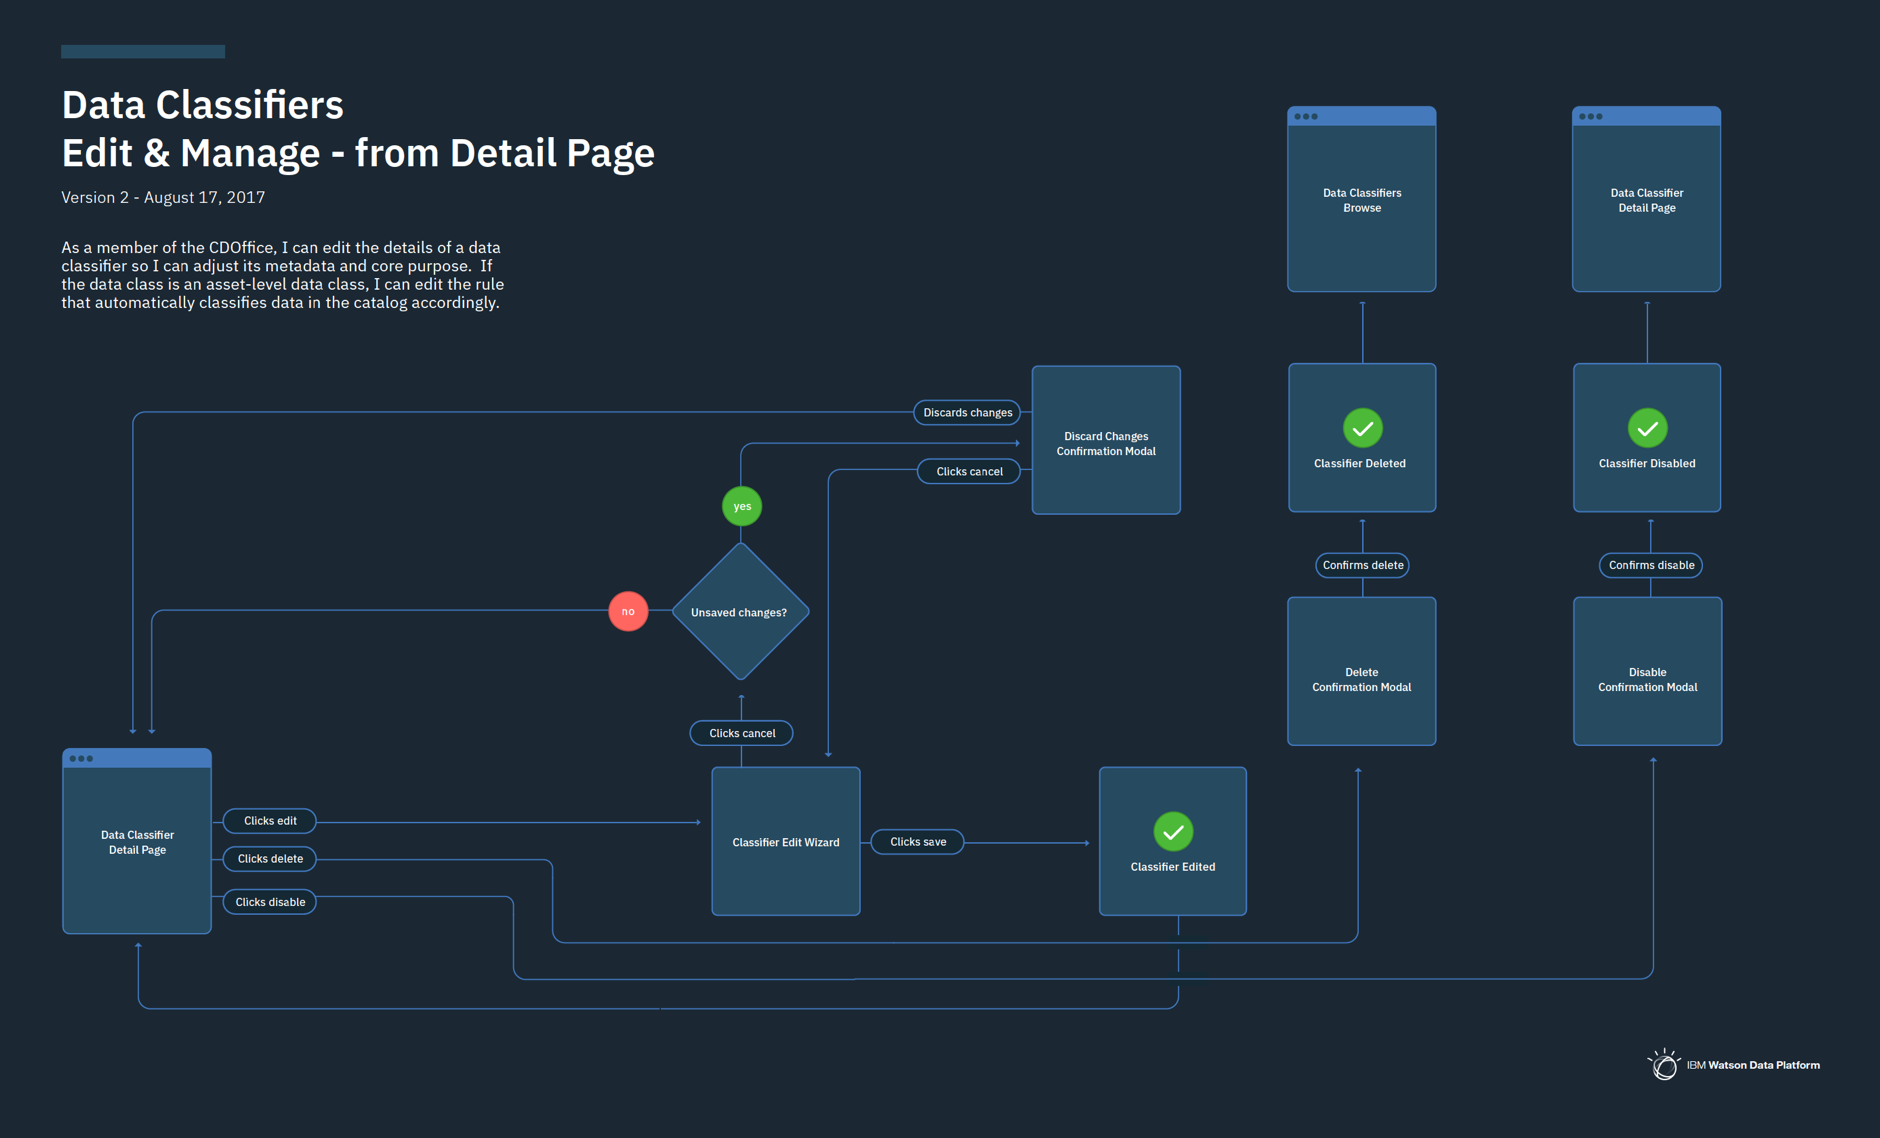 Data Classifiers
Edit & Manage - from Detail Page
Version 2 - August 17, 2017
As a member of the CDOffice, I can edit the details of a data
classifier so I can adjust its metadata and core purpose.  If
the data class is an asset-level data class, I can edit the rule
that automatically classifies data in the catalog accordingly.
Data Classifiers
Browse
Data Classifier
Detail Page
Discards changes
Discard Changes
Confirmation Modal
Clicks cancel
Classifier Deleted
Classifier Disabled
yes
Confirms delete
Confirms disable
no
Unsaved changes?
Delete
Confirmation Modal
Disable
Confirmation Modal
Clicks cancel
Data Classifier
Detail Page
Clicks edit
Clicks delete
Clicks disable
Classifier Edit Wizard
Clicks save
Classifier Edited
IBM Watson Data Platform